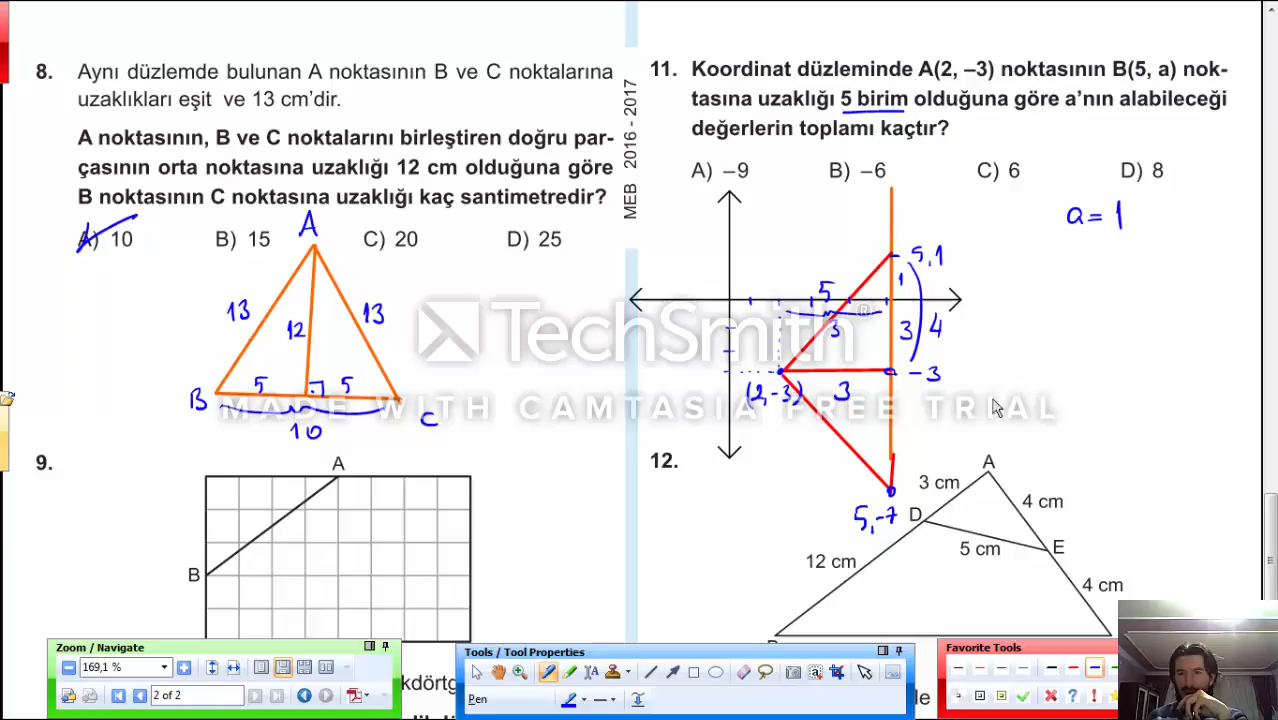 8. Aynı düzlemde bulunan A noktasının B ve C noktalarına
uzaklıkları eşit ve 13 cm'dir.
A noktasının, B ve C noktalarını birleştiren doğru par-
çasının orta noktasına uzaklığı 12 cm olduğuna göre
B noktasının C noktasına uzaklığı kaç santimetredir?
A) 10 B) 15 C) 20 D) 25
A
13 12 13
5 5
B C
10
9.
A
B
MEB 2016 - 2017
11. Koordinat düzleminde A(2, –3) noktasının B(5, a) nok-
tasına uzaklığı 5 birim olduğuna göre a'nın alabileceği
değerlerin toplamı kaçtır?
A) –9 B) –6 C) 6 D) 8
a = 1
5,1
5 1
3 3 4
-3
(2,-3) 3
5,-7
12.
A
3 cm 4 cm
D
5 cm E
12 cm
4 cm
TechSmith®
MADE WITH CAMTASIA FREE TRIAL
Zoom / Navigate
169,1 %
2 of 2
Tools / Tool Properties
Pen
Favorite Tools
kdörtg